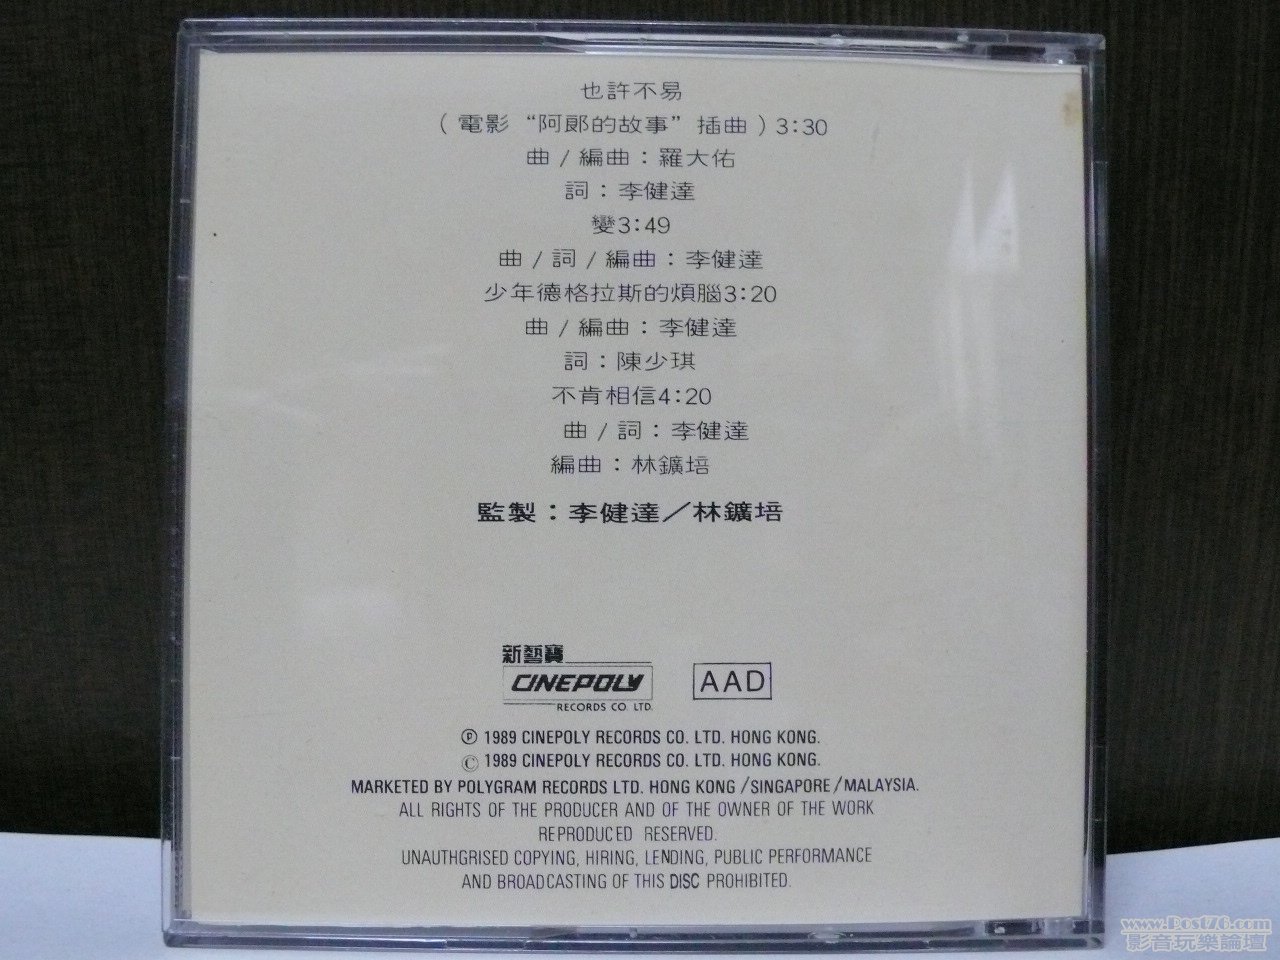 也許不易
(電影“阿郞的故事”插曲)3:30
曲/編曲：羅大佑
詞：李健達
變3:49
曲/詞/編曲：李健達
少年德格拉斯的煩腦3:20
曲/編曲：李健達
詞：陳少琪
不肯相信4:20
曲/詞：李健達
編曲：林鑛培
監製：李健達／林鑛培
新藝寶
CINEPOLY
RECORDS CO. LTD.
AAD
℗ 1989 CINEPOLY RECORDS CO. LTD. HONG KONG.
© 1989 CINEPOLY RECORDS CO. LTD. HONG KONG.
MARKETED BY POLYGRAM RECORDS LTD. HONG KONG/SINGAPORE/MALAYSIA.
ALL RIGHTS OF THE PRODUCER AND OF THE OWNER OF THE WORK
REPRODUCED RESERVED.
UNAUTHGRISED COPYING, HIRING, LENDING, PUBLIC PERFORMANCE
AND BROADCASTING OF THIS DISC PROHIBITED.
www.Post76.com
影音玩樂論壇